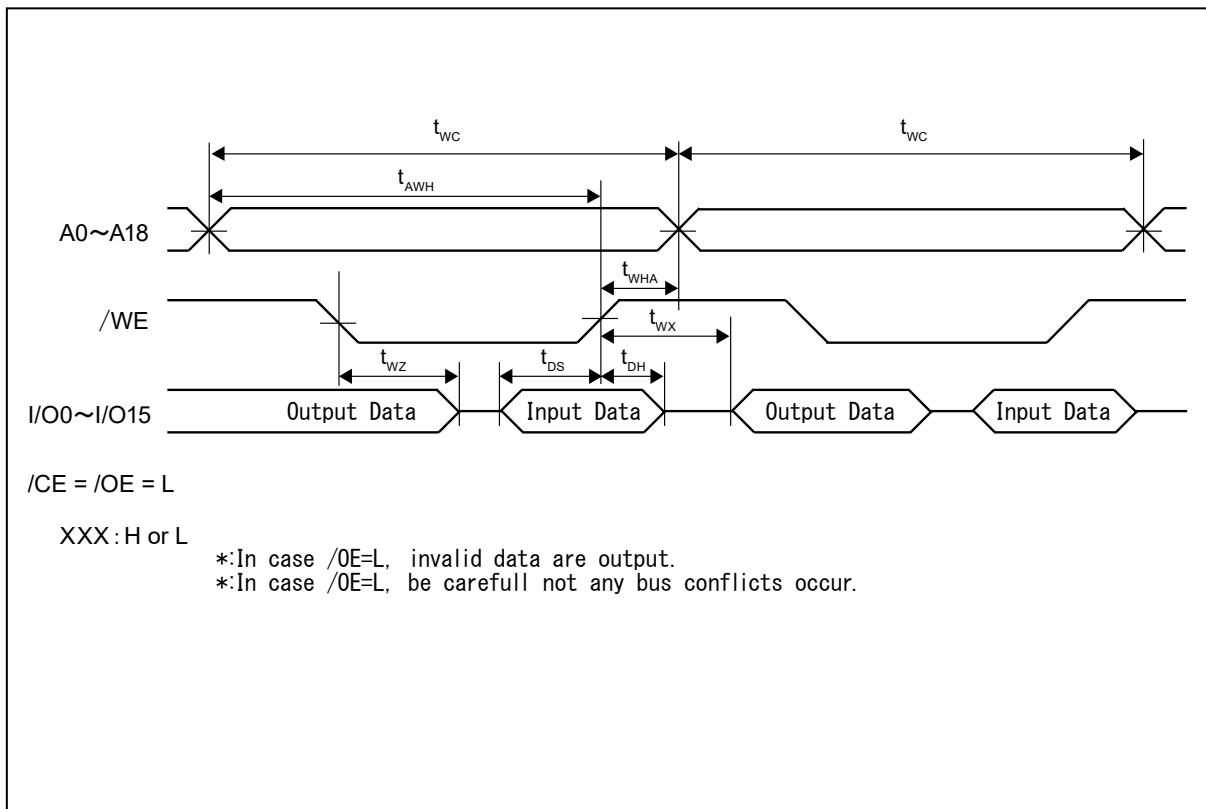 tWC tWC
tAWH
A0～A18
tWHA
/WE
tWX
tWZ tDS tDH
I/O0～I/O15 Output Data Input Data Output Data Input Data
/CE = /OE = L
XXX : H or L
*:In case /OE=L, invalid data are output.
*:In case /OE=L, be carefull not any bus conflicts occur.